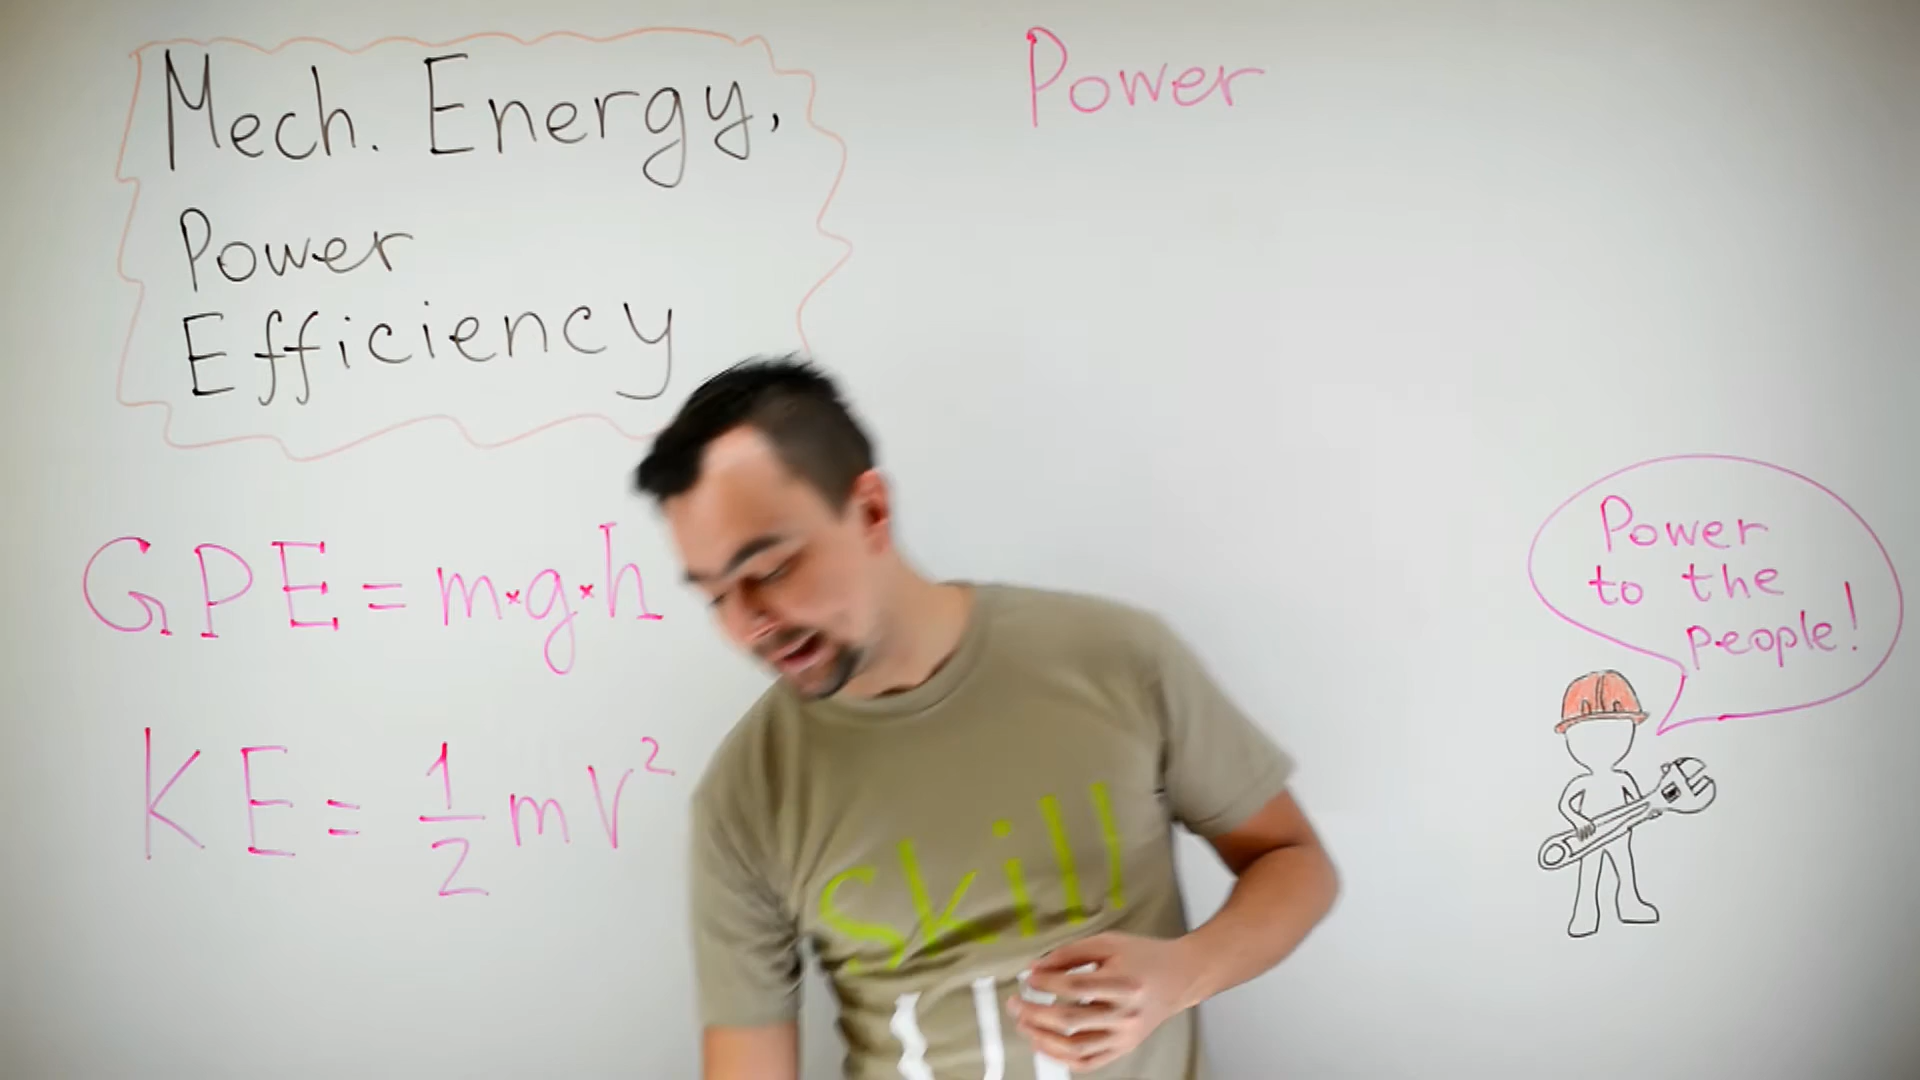 Mech. Energy,
Power
Efficiency
GPE = m·g·h
KE = 1/2 mV²
Power
Power
to the
people!
skill